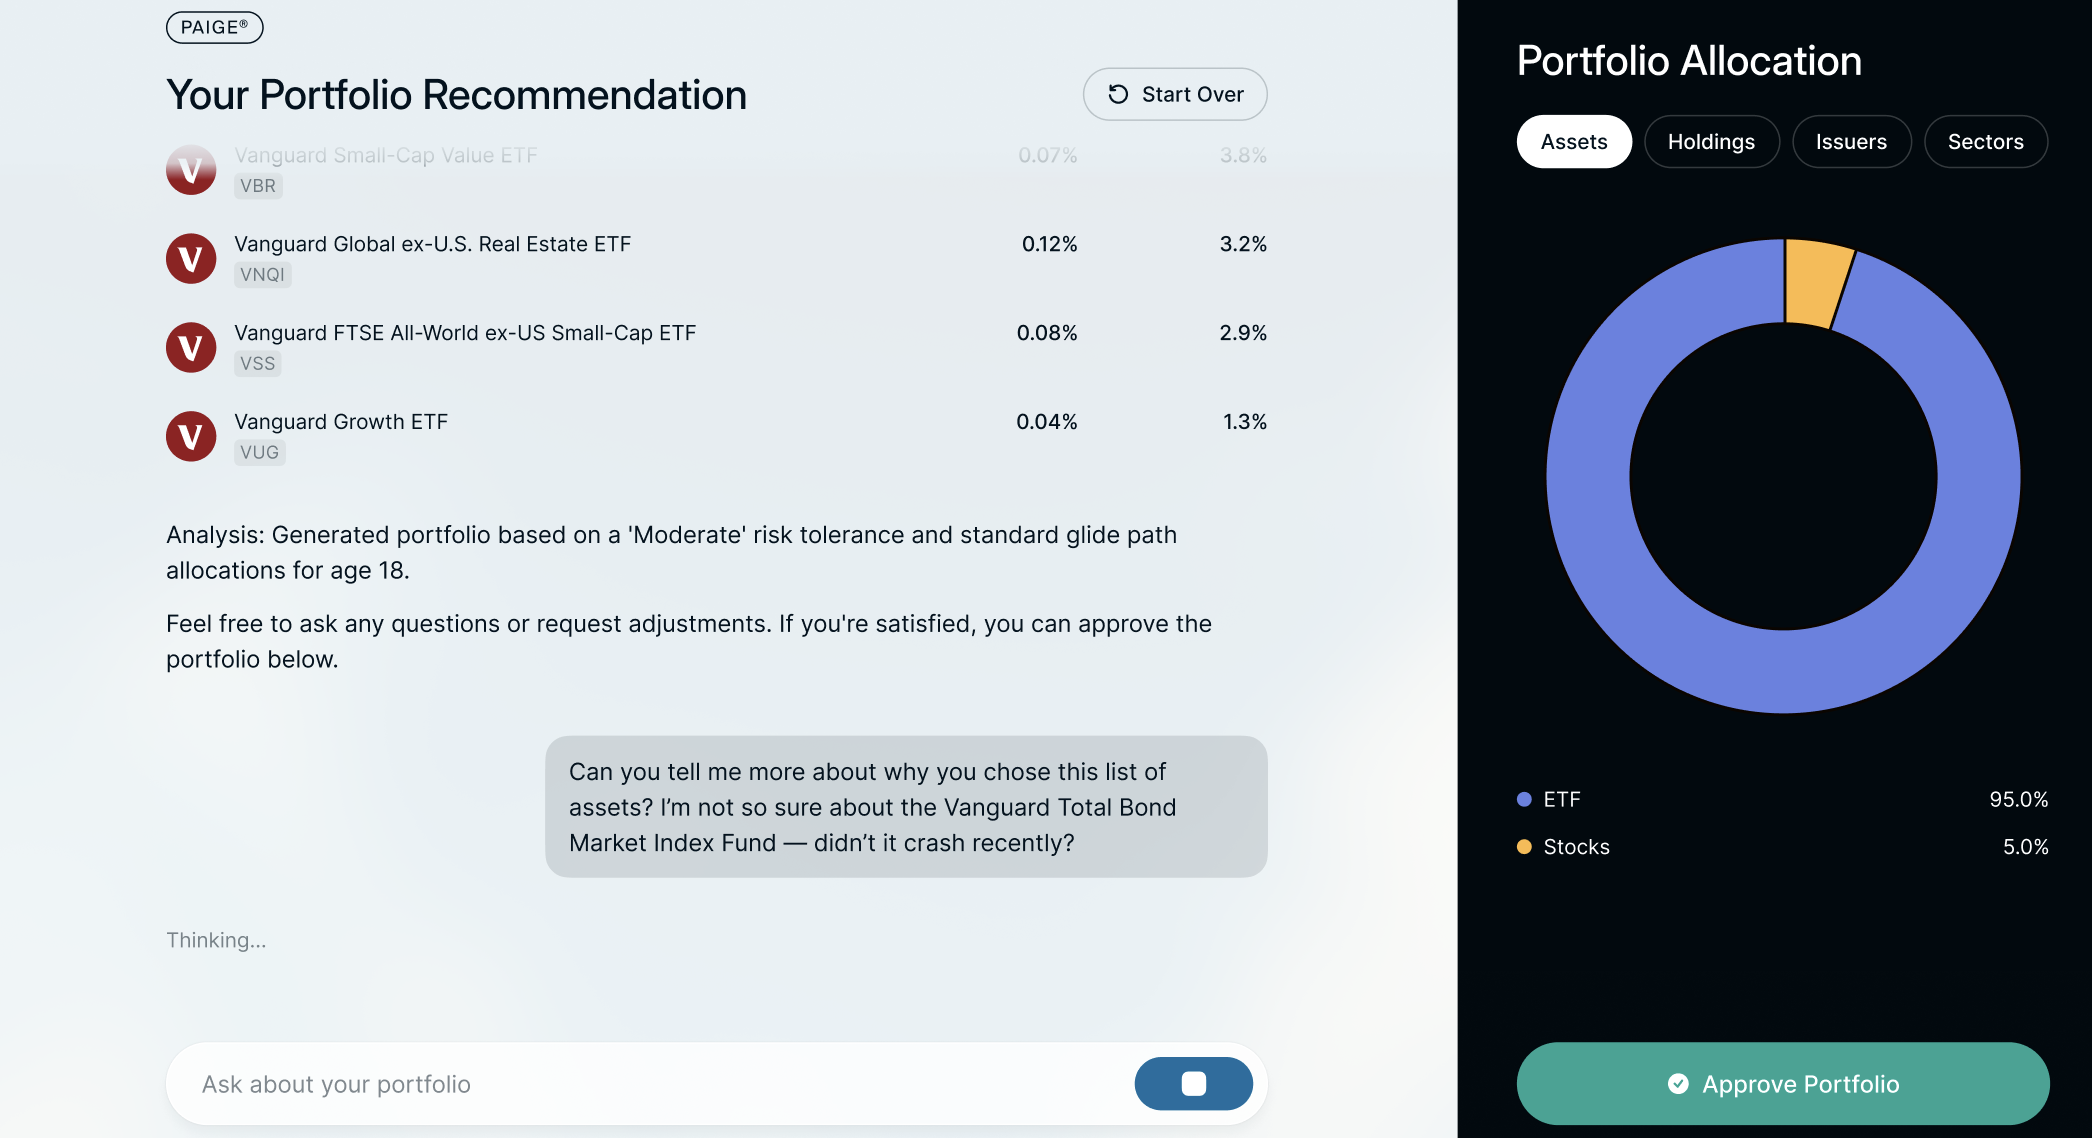 PAIGE®
Your Portfolio Recommendation
Start Over
Vanguard Small-Cap Value ETF 0.07% 3.8%
VBR
Vanguard Global ex-U.S. Real Estate ETF 0.12% 3.2%
VNQI
Vanguard FTSE All-World ex-US Small-Cap ETF 0.08% 2.9%
VSS
Vanguard Growth ETF 0.04% 1.3%
VUG
Analysis: Generated portfolio based on a 'Moderate' risk tolerance and standard glide path
allocations for age 18.
Feel free to ask any questions or request adjustments. If you're satisfied, you can approve the
portfolio below.
Can you tell me more about why you chose this list of
assets? I’m not so sure about the Vanguard Total Bond
Market Index Fund — didn’t it crash recently?
Thinking...
Ask about your portfolio
Portfolio Allocation
Assets Holdings Issuers Sectors
ETF 95.0%
Stocks 5.0%
Approve Portfolio